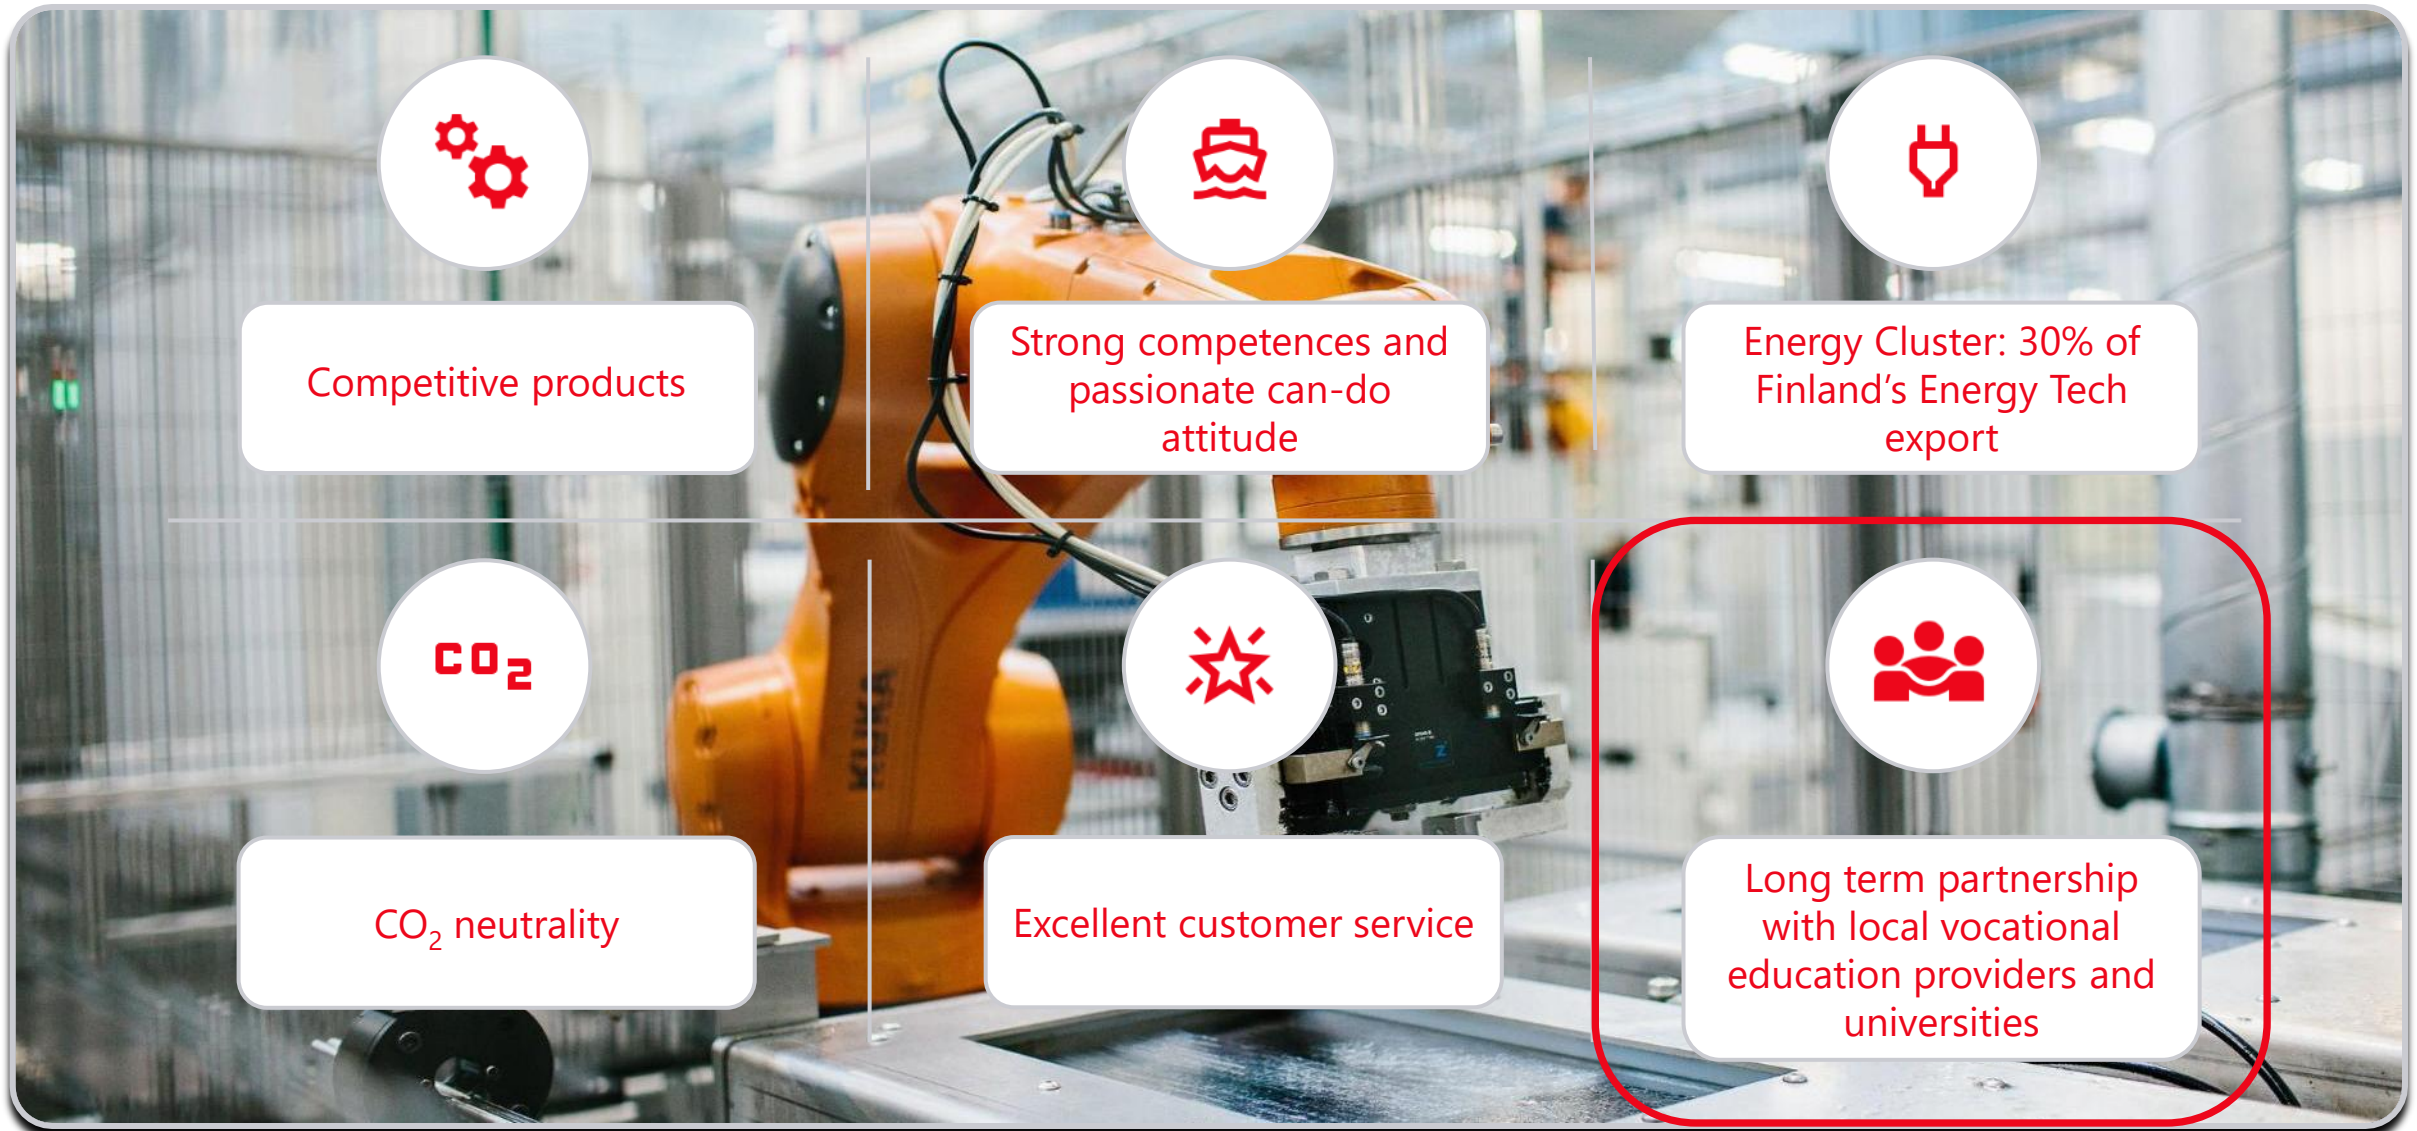 Competitive products
Strong competences and
passionate can-do
attitude
Energy Cluster: 30% of
Finland’s Energy Tech
export
CO₂
CO₂ neutrality
KUKA
Excellent customer service
Long term partnership
with local vocational
education providers and
universities